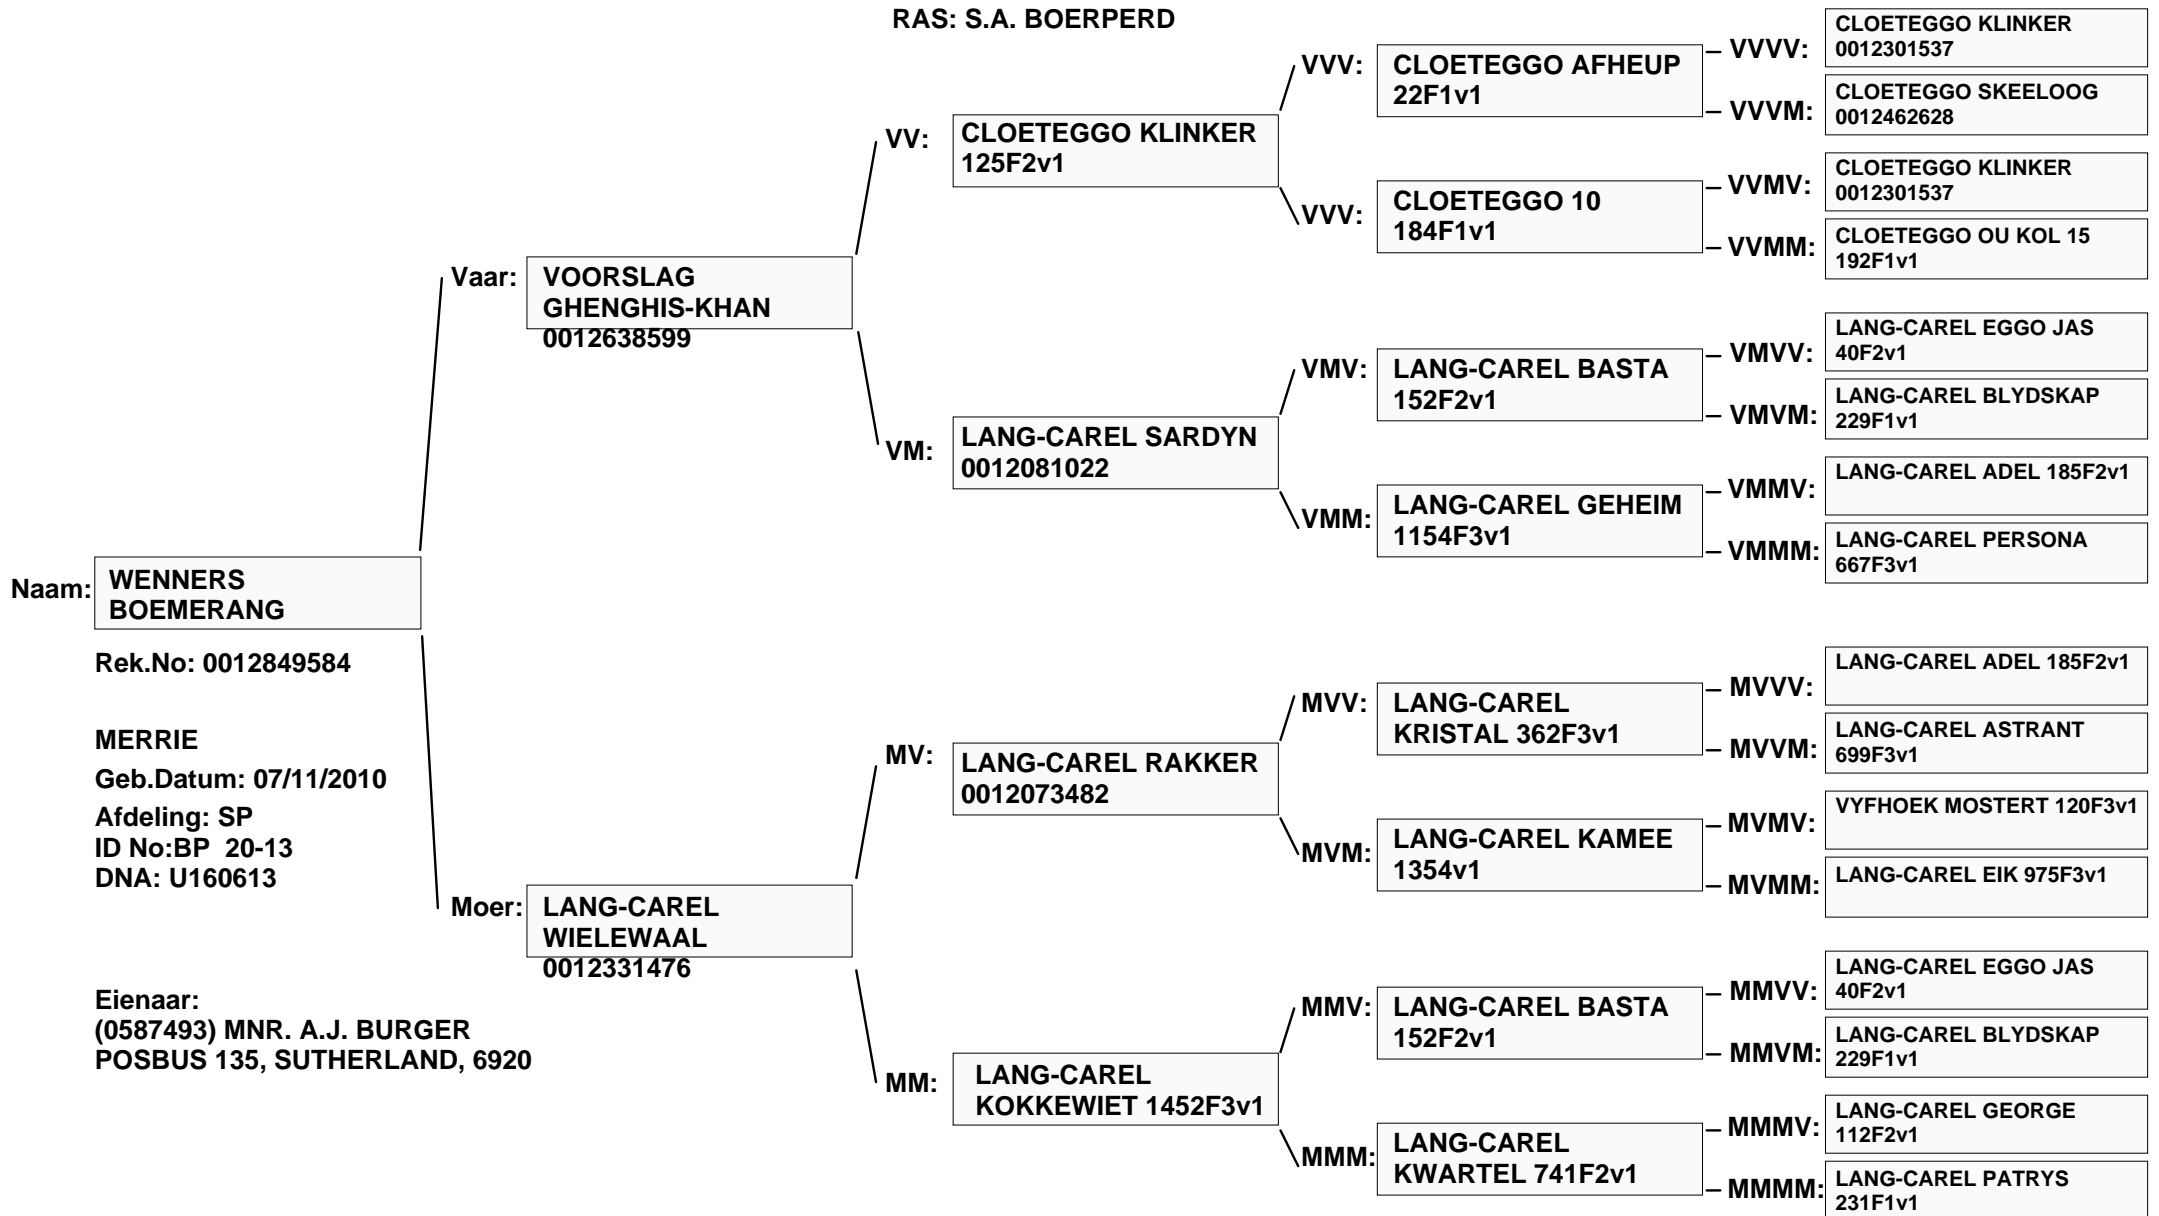 RAS: S.A. BOERPERD
Naam:
WENNERS
BOEMERANG
Rek.No: 0012849584
MERRIE
Geb.Datum: 07/11/2010
Afdeling: SP
ID No:BP  20-13
DNA: U160613
Eienaar:
(0587493) MNR. A.J. BURGER
POSBUS 135, SUTHERLAND, 6920
Vaar:
VOORSLAG
GHENGHIS-KHAN
0012638599
Moer:
LANG-CAREL
WIELEWAAL
0012331476
VV:
CLOETEGGO KLINKER
125F2v1
VM:
LANG-CAREL SARDYN
0012081022
MV:
LANG-CAREL RAKKER
0012073482
MM:
LANG-CAREL
KOKKEWIET 1452F3v1
VVV:
CLOETEGGO AFHEUP
22F1v1
VVV:
CLOETEGGO 10
184F1v1
VMV:
LANG-CAREL BASTA
152F2v1
VMM:
LANG-CAREL GEHEIM
1154F3v1
MVV:
LANG-CAREL
KRISTAL 362F3v1
MVM:
LANG-CAREL KAMEE
1354v1
MMV:
LANG-CAREL BASTA
152F2v1
MMM:
LANG-CAREL
KWARTEL 741F2v1
VVVV:
CLOETEGGO KLINKER
0012301537
VVVM:
CLOETEGGO SKEELOOG
0012462628
VVMV:
CLOETEGGO KLINKER
0012301537
VVMM:
CLOETEGGO OU KOL 15
192F1v1
VMVV:
LANG-CAREL EGGO JAS
40F2v1
VMVM:
LANG-CAREL BLYDSKAP
229F1v1
VMMV:
LANG-CAREL ADEL 185F2v1
VMMM:
LANG-CAREL PERSONA
667F3v1
MVVV:
LANG-CAREL ADEL 185F2v1
MVVM:
LANG-CAREL ASTRANT
699F3v1
MVMV:
VYFHOEK MOSTERT 120F3v1
MVMM:
LANG-CAREL EIK 975F3v1
MMVV:
LANG-CAREL EGGO JAS
40F2v1
MMVM:
LANG-CAREL BLYDSKAP
229F1v1
MMMV:
LANG-CAREL GEORGE
112F2v1
MMMM:
LANG-CAREL PATRYS
231F1v1